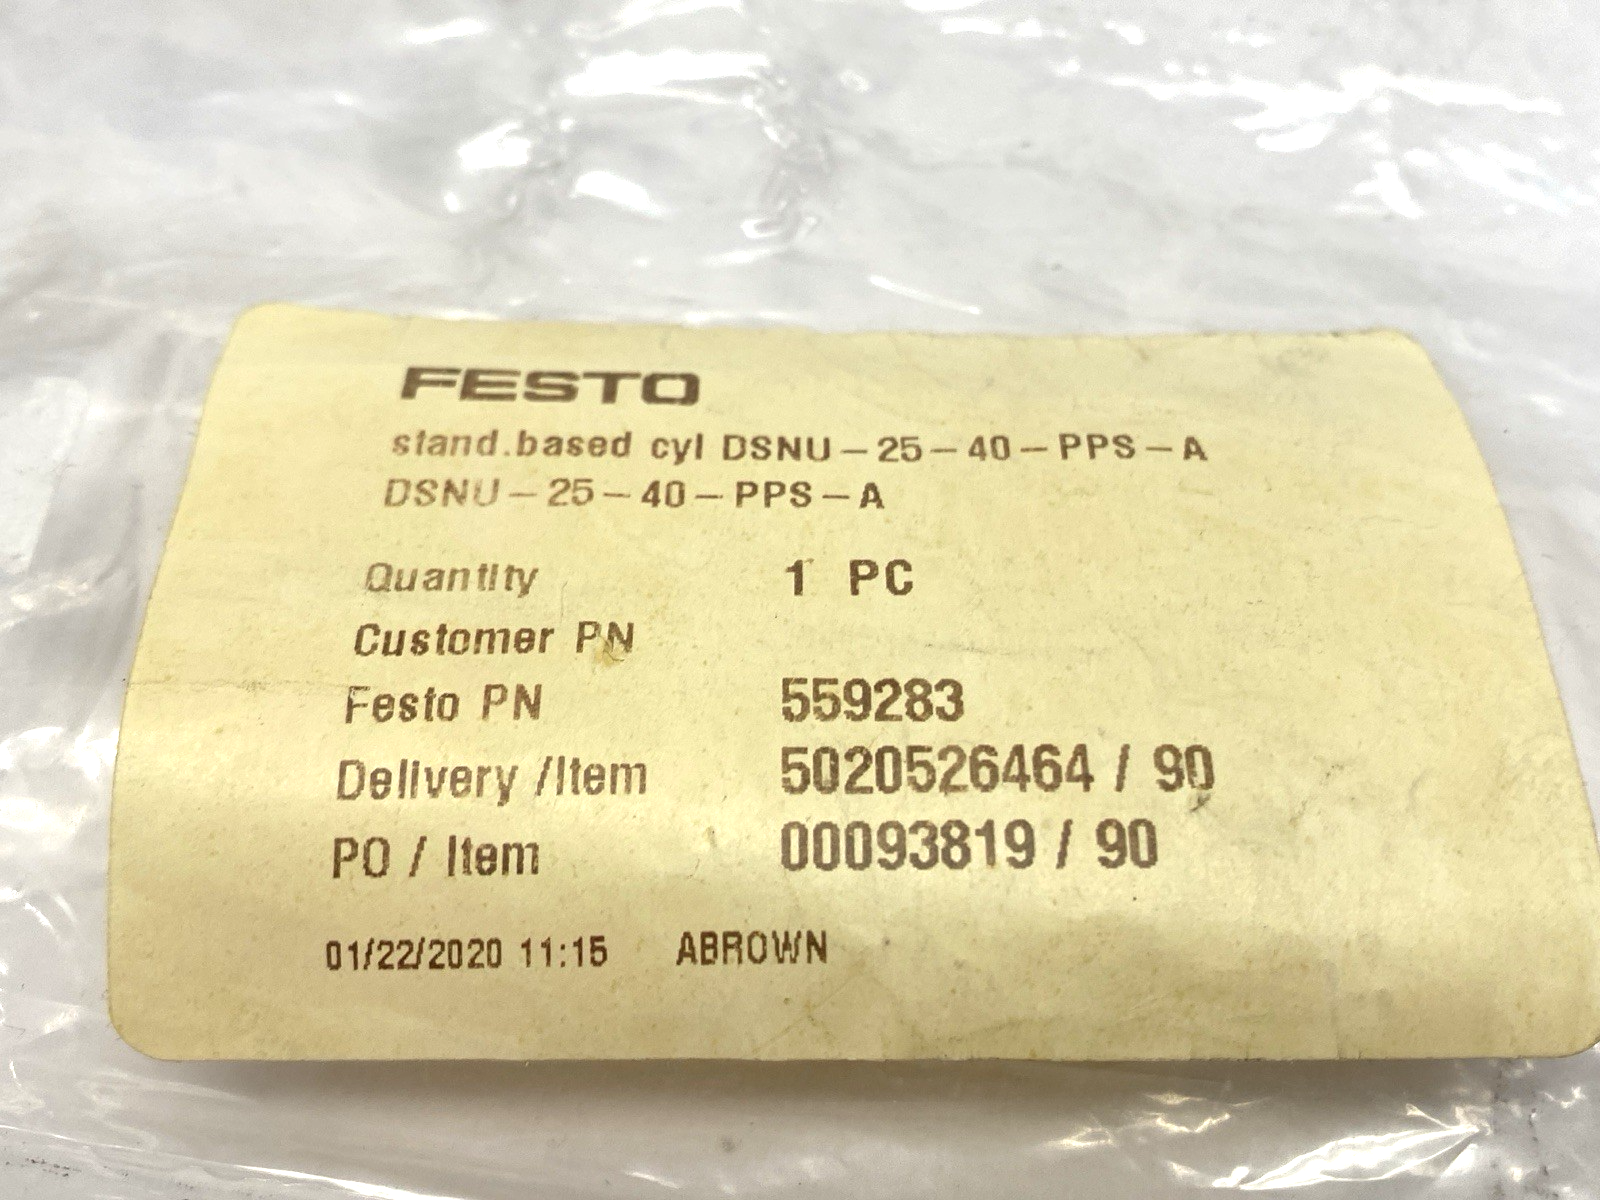 FESTO
stand.based cyl DSNU-25-40-PPS-A
DSNU-25-40-PPS-A
Quantity 1 PC
Customer PN
Festo PN 559283
Delivery /Item 5020526464 / 90
PO / Item 00093819 / 90
01/22/2020 11:15 ABROWN